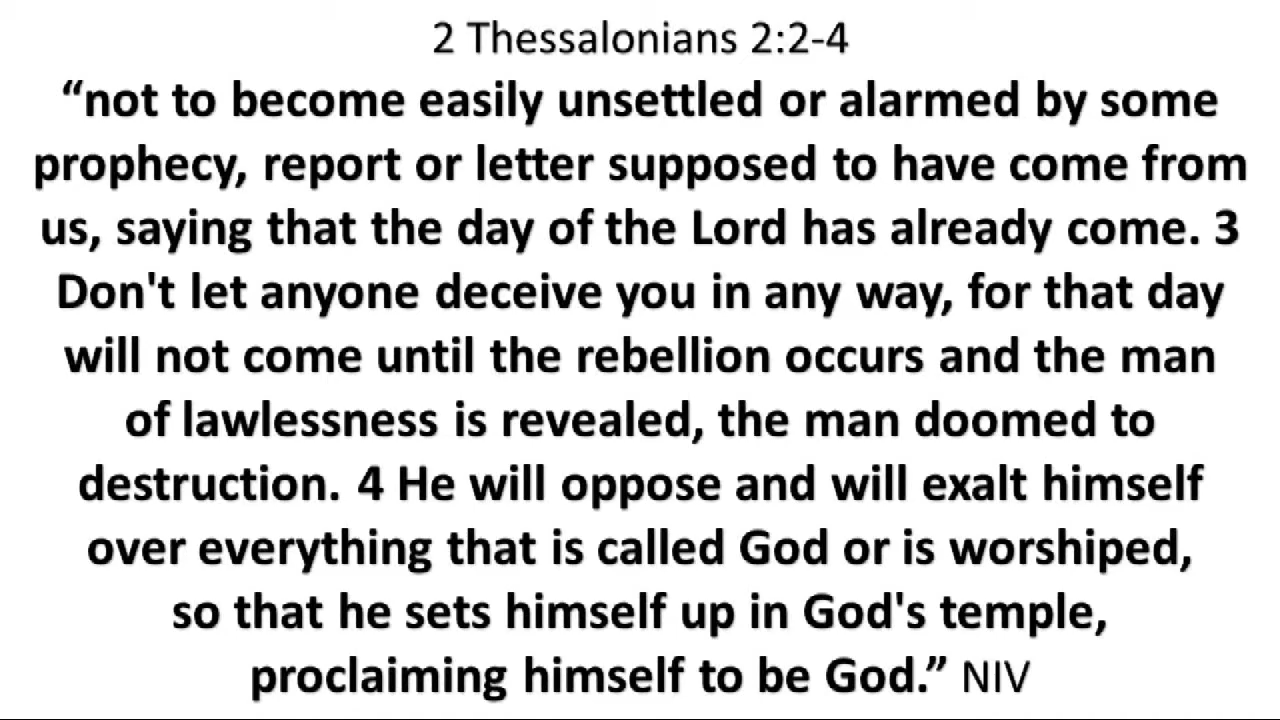 2 Thessalonians 2:2-4
“not to become easily unsettled or alarmed by some
prophecy, report or letter supposed to have come from
us, saying that the day of the Lord has already come. 3
Don't let anyone deceive you in any way, for that day
will not come until the rebellion occurs and the man
of lawlessness is revealed, the man doomed to
destruction. 4 He will oppose and will exalt himself
over everything that is called God or is worshiped,
so that he sets himself up in God's temple,
proclaiming himself to be God.” NIV